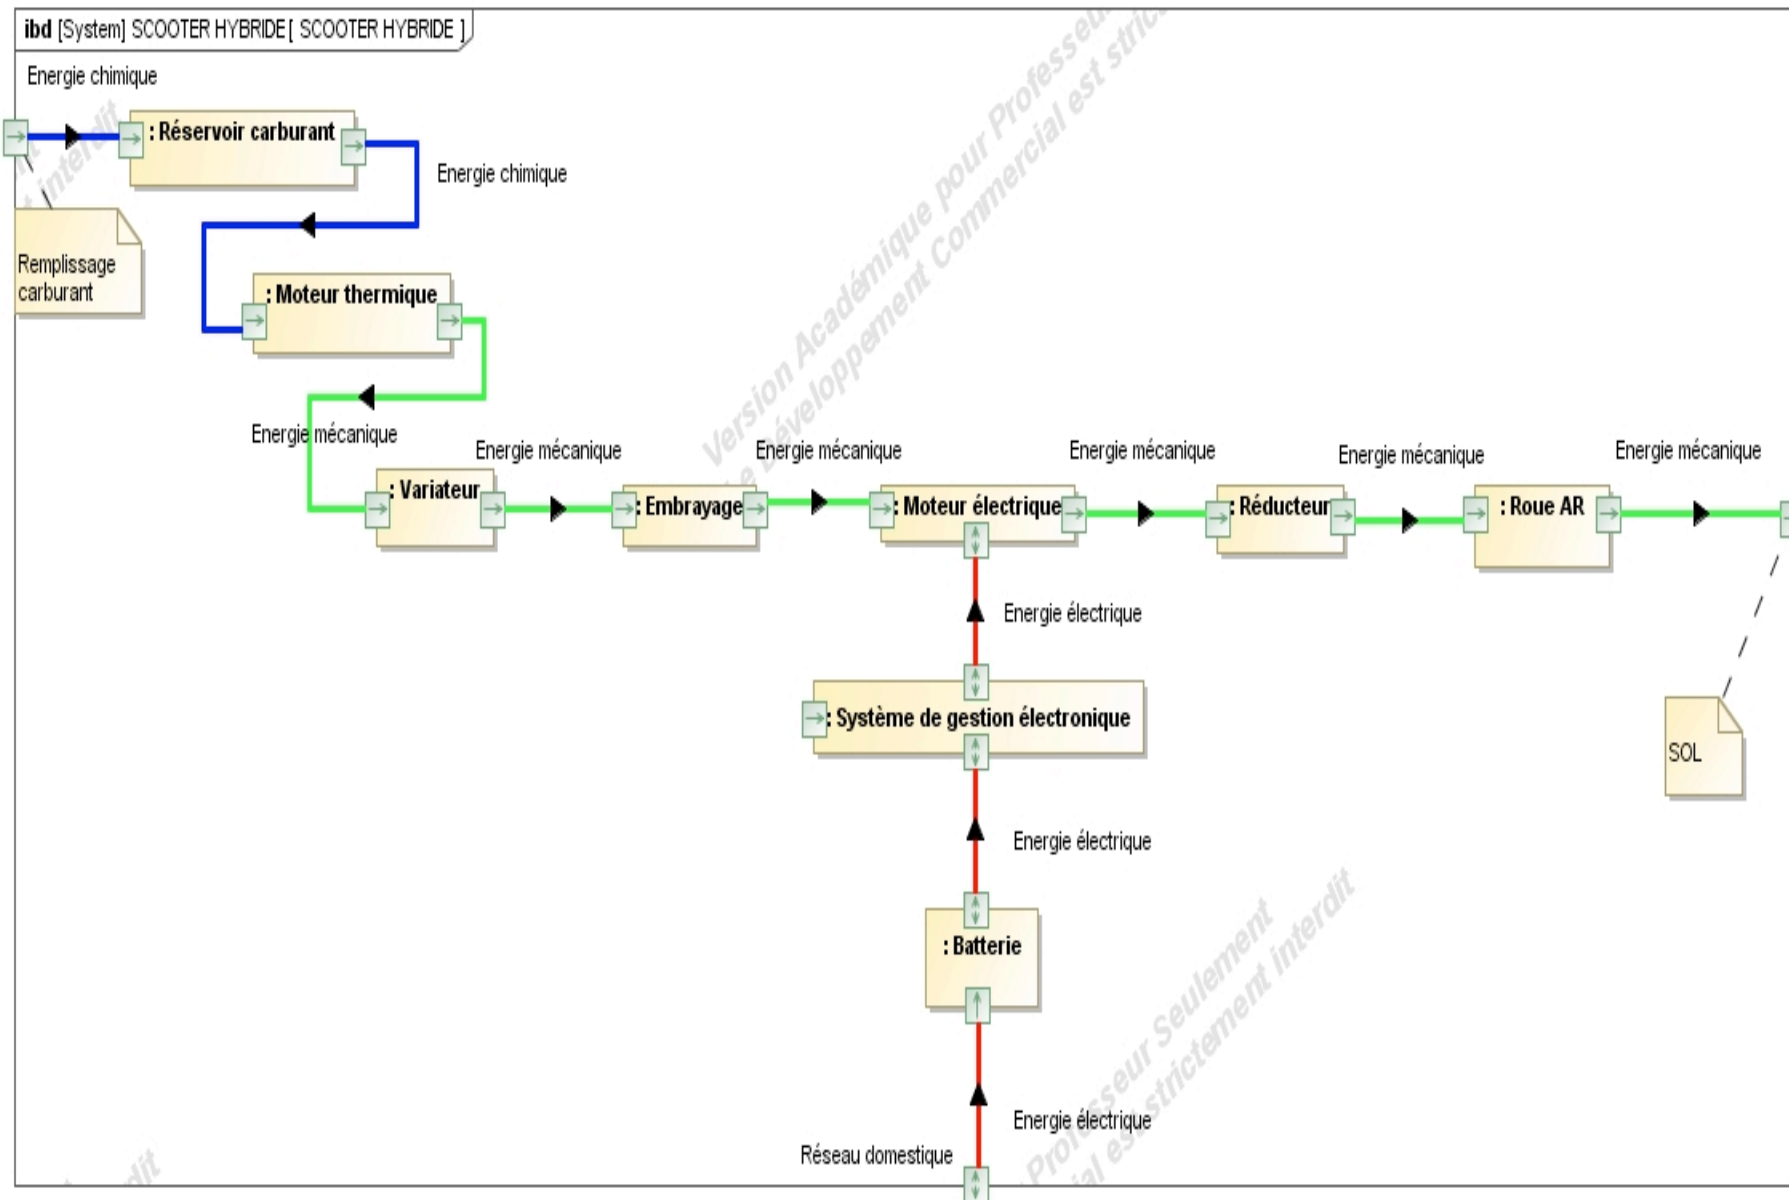 ibd [System] SCOOTER HYBRIDE [ SCOOTER HYBRIDE ]
Energie chimique
: Réservoir carburant
Energie chimique
Remplissage
carburant
: Moteur thermique
Energie mécanique
Energie mécanique
Energie mécanique
Energie mécanique
Energie mécanique
Energie mécanique
: Variateur
: Embrayage
: Moteur électrique
: Réducteur
: Roue AR
Energie électrique
: Système de gestion électronique
SOL
Energie électrique
: Batterie
Energie électrique
Réseau domestique
Version Académique pour Professeur
Développement Commercial est strict
Professeur Seulement
est strictement interdit
interdit